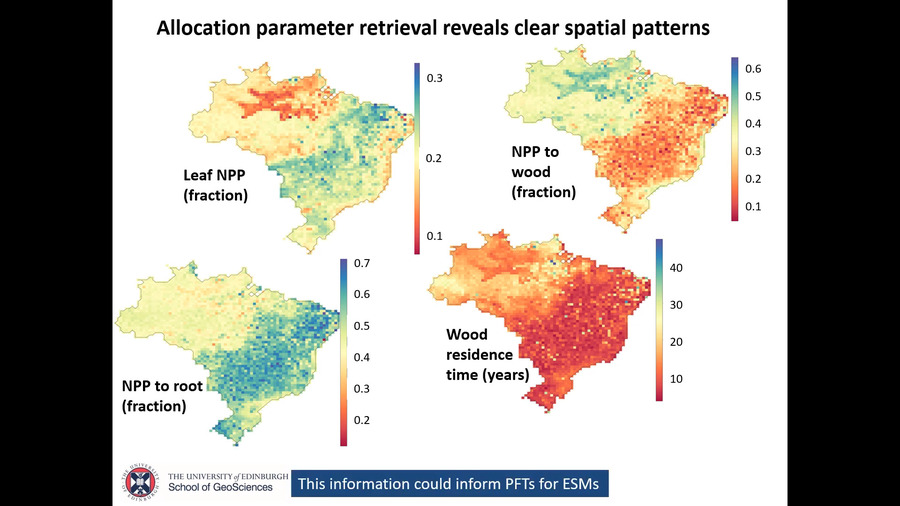 Allocation parameter retrieval reveals clear spatial patterns
Leaf NPP
(fraction)
0.3
0.2
0.1
NPP to
wood
(fraction)
0.6
0.5
0.4
0.3
0.2
0.1
NPP to root
(fraction)
0.7
0.6
0.5
0.4
0.3
0.2
Wood
residence
time (years)
40
30
20
10
THE UNIVERSITY of EDINBURGH
School of GeoSciences
This information could inform PFTs for ESMs